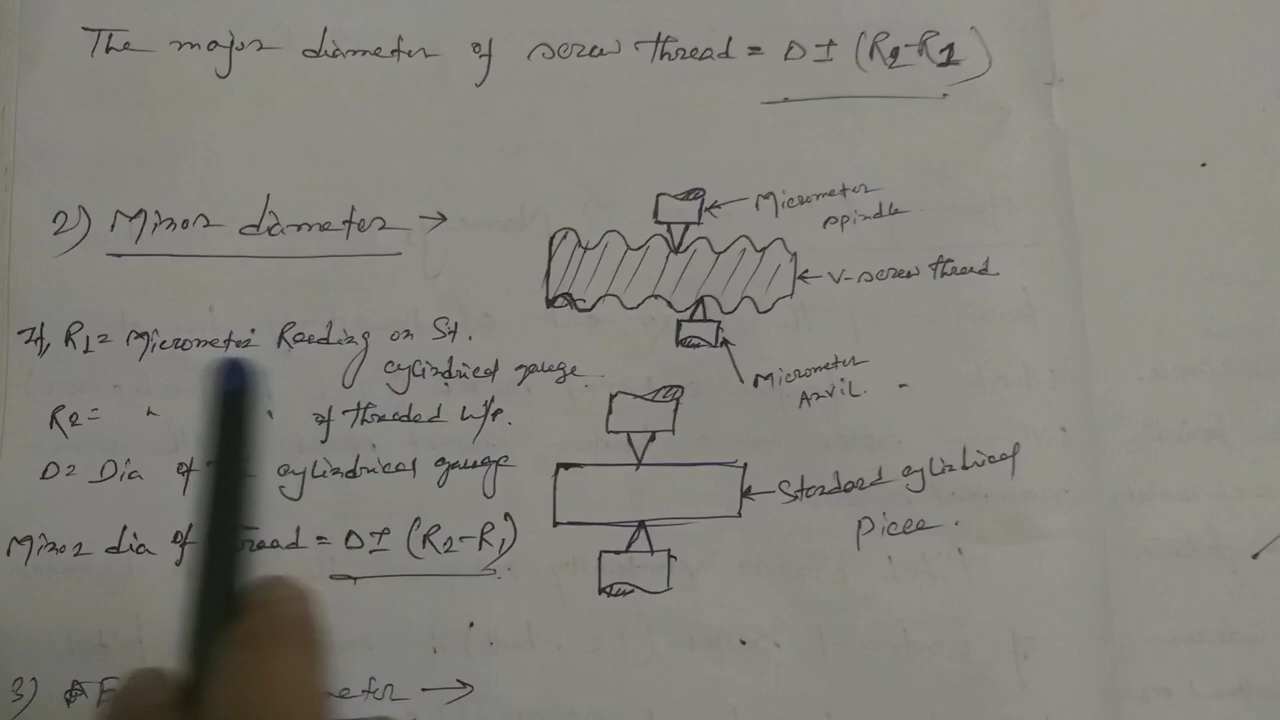 The major diameter of screw thread = D± (R2-R1)
2) Minor diameter →
If, R1= Micrometer Reading on St.
cylindrical gauge.
R2= " " of threaded w/p.
D= Dia of cylindrical gauge
Minor dia of = D± (R2-R1)
Micrometer
spindle
V-screw thread
Micrometer
Anvil.
Standard cylindrical
Piece.
3) →